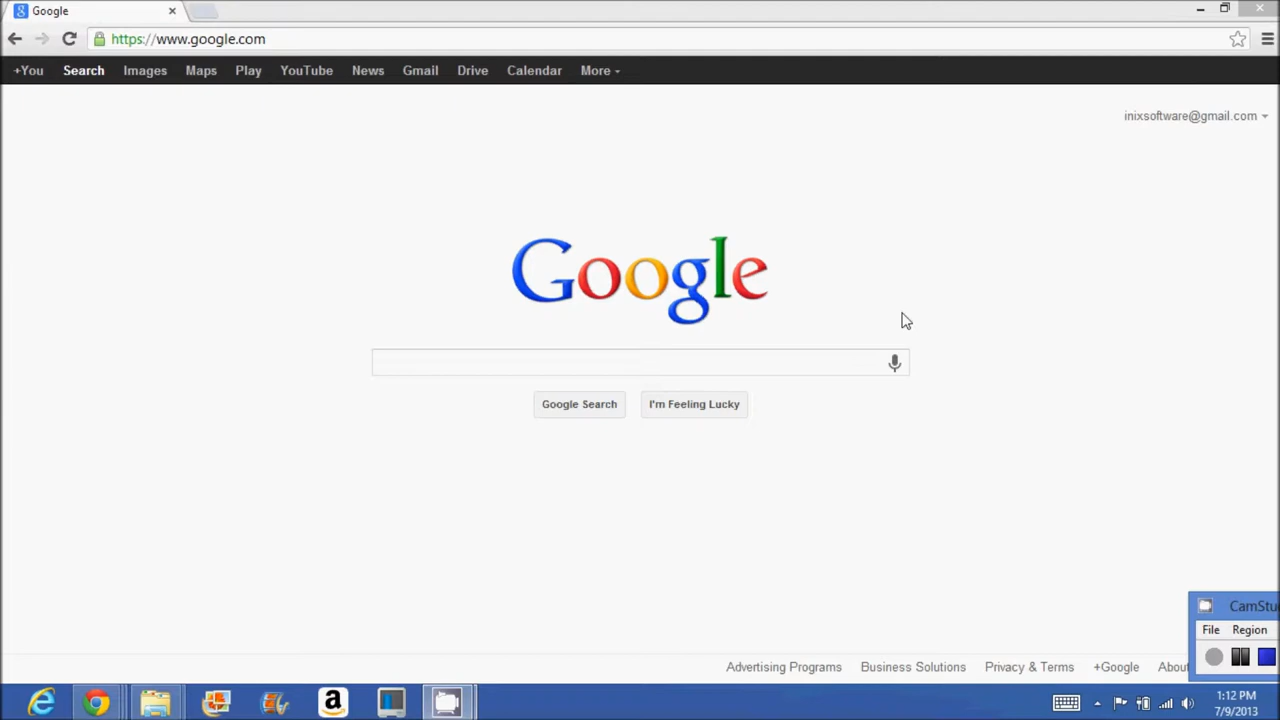 Google
https://www.google.com
+You Search Images Maps Play YouTube News Gmail Drive Calendar More
inixsoftware@gmail.com
Google
Google Search I'm Feeling Lucky
CamStu
File Region
Advertising Programs Business Solutions Privacy & Terms +Google About
a
1:12 PM
7/9/2013